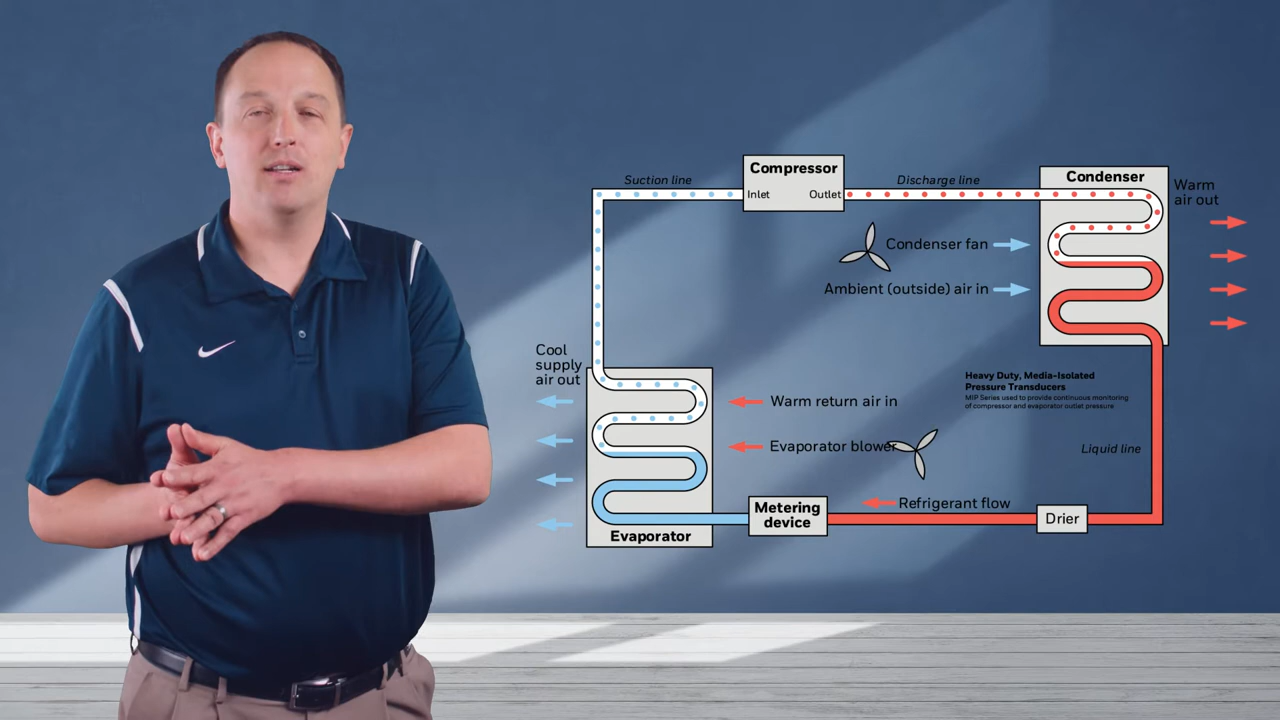 Compressor
Suction line
Inlet
Outlet
Discharge line
Condenser
Warm
air out
Condenser fan
Ambient (outside) air in
Cool
supply
air out
Heavy Duty, Media-Isolated
Pressure Transducers
MIP Series used to provide continuous monitoring
of compressor and evaporator outlet pressure
Warm return air in
Evaporator blower
Liquid line
Refrigerant flow
Metering
device
Drier
Evaporator